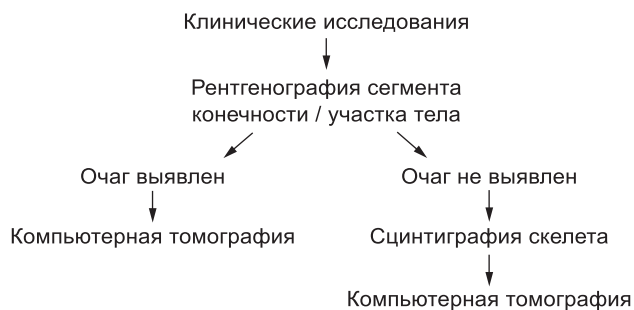 Клинические исследования
Рентгенография сегмента
конечности / участка тела
Очаг выявлен
Очаг не выявлен
Компьютерная томография
Сцинтиграфия скелета
Компьютерная томография